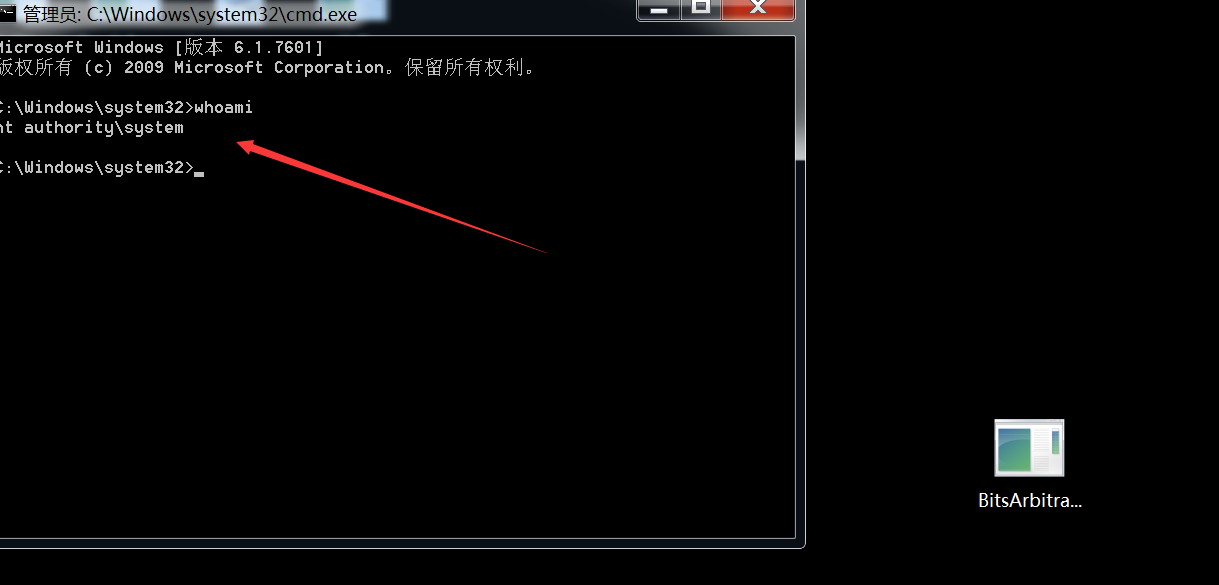 管理员: C:\Windows\system32\cmd.exe
Microsoft Windows [版本 6.1.7601]
版权所有 (c) 2009 Microsoft Corporation。保留所有权利。
C:\Windows\system32>whoami
nt authority\system
C:\Windows\system32>
BitsArbitra...